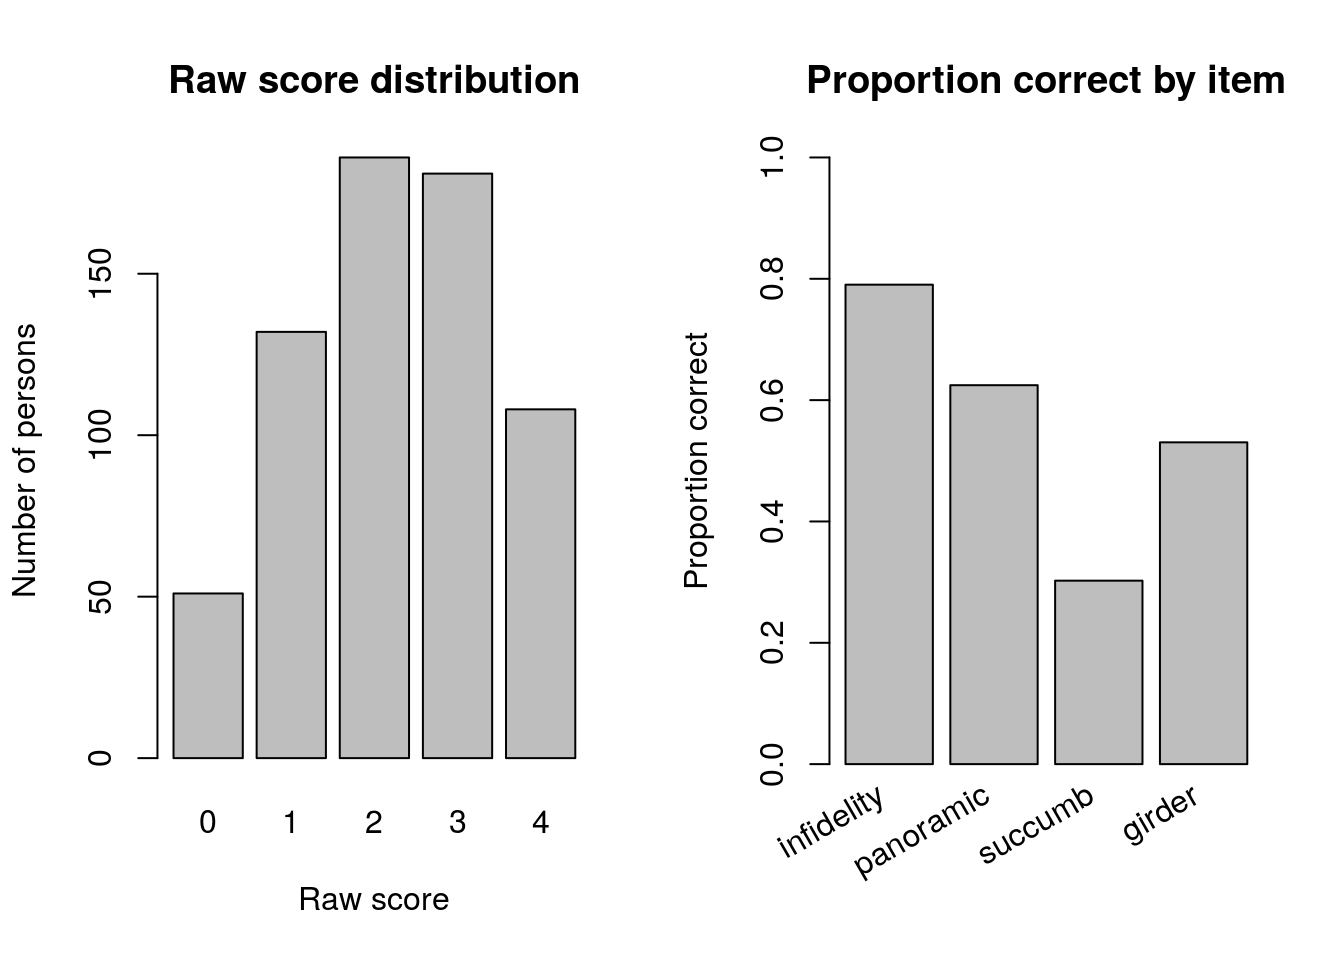 Raw score distribution
Number of persons
150
100
50
0
0 1 2 3 4
Raw score
Proportion correct by item
Proportion correct
1.0
0.8
0.6
0.4
0.2
0.0
infidelity
panoramic
succumb
girder